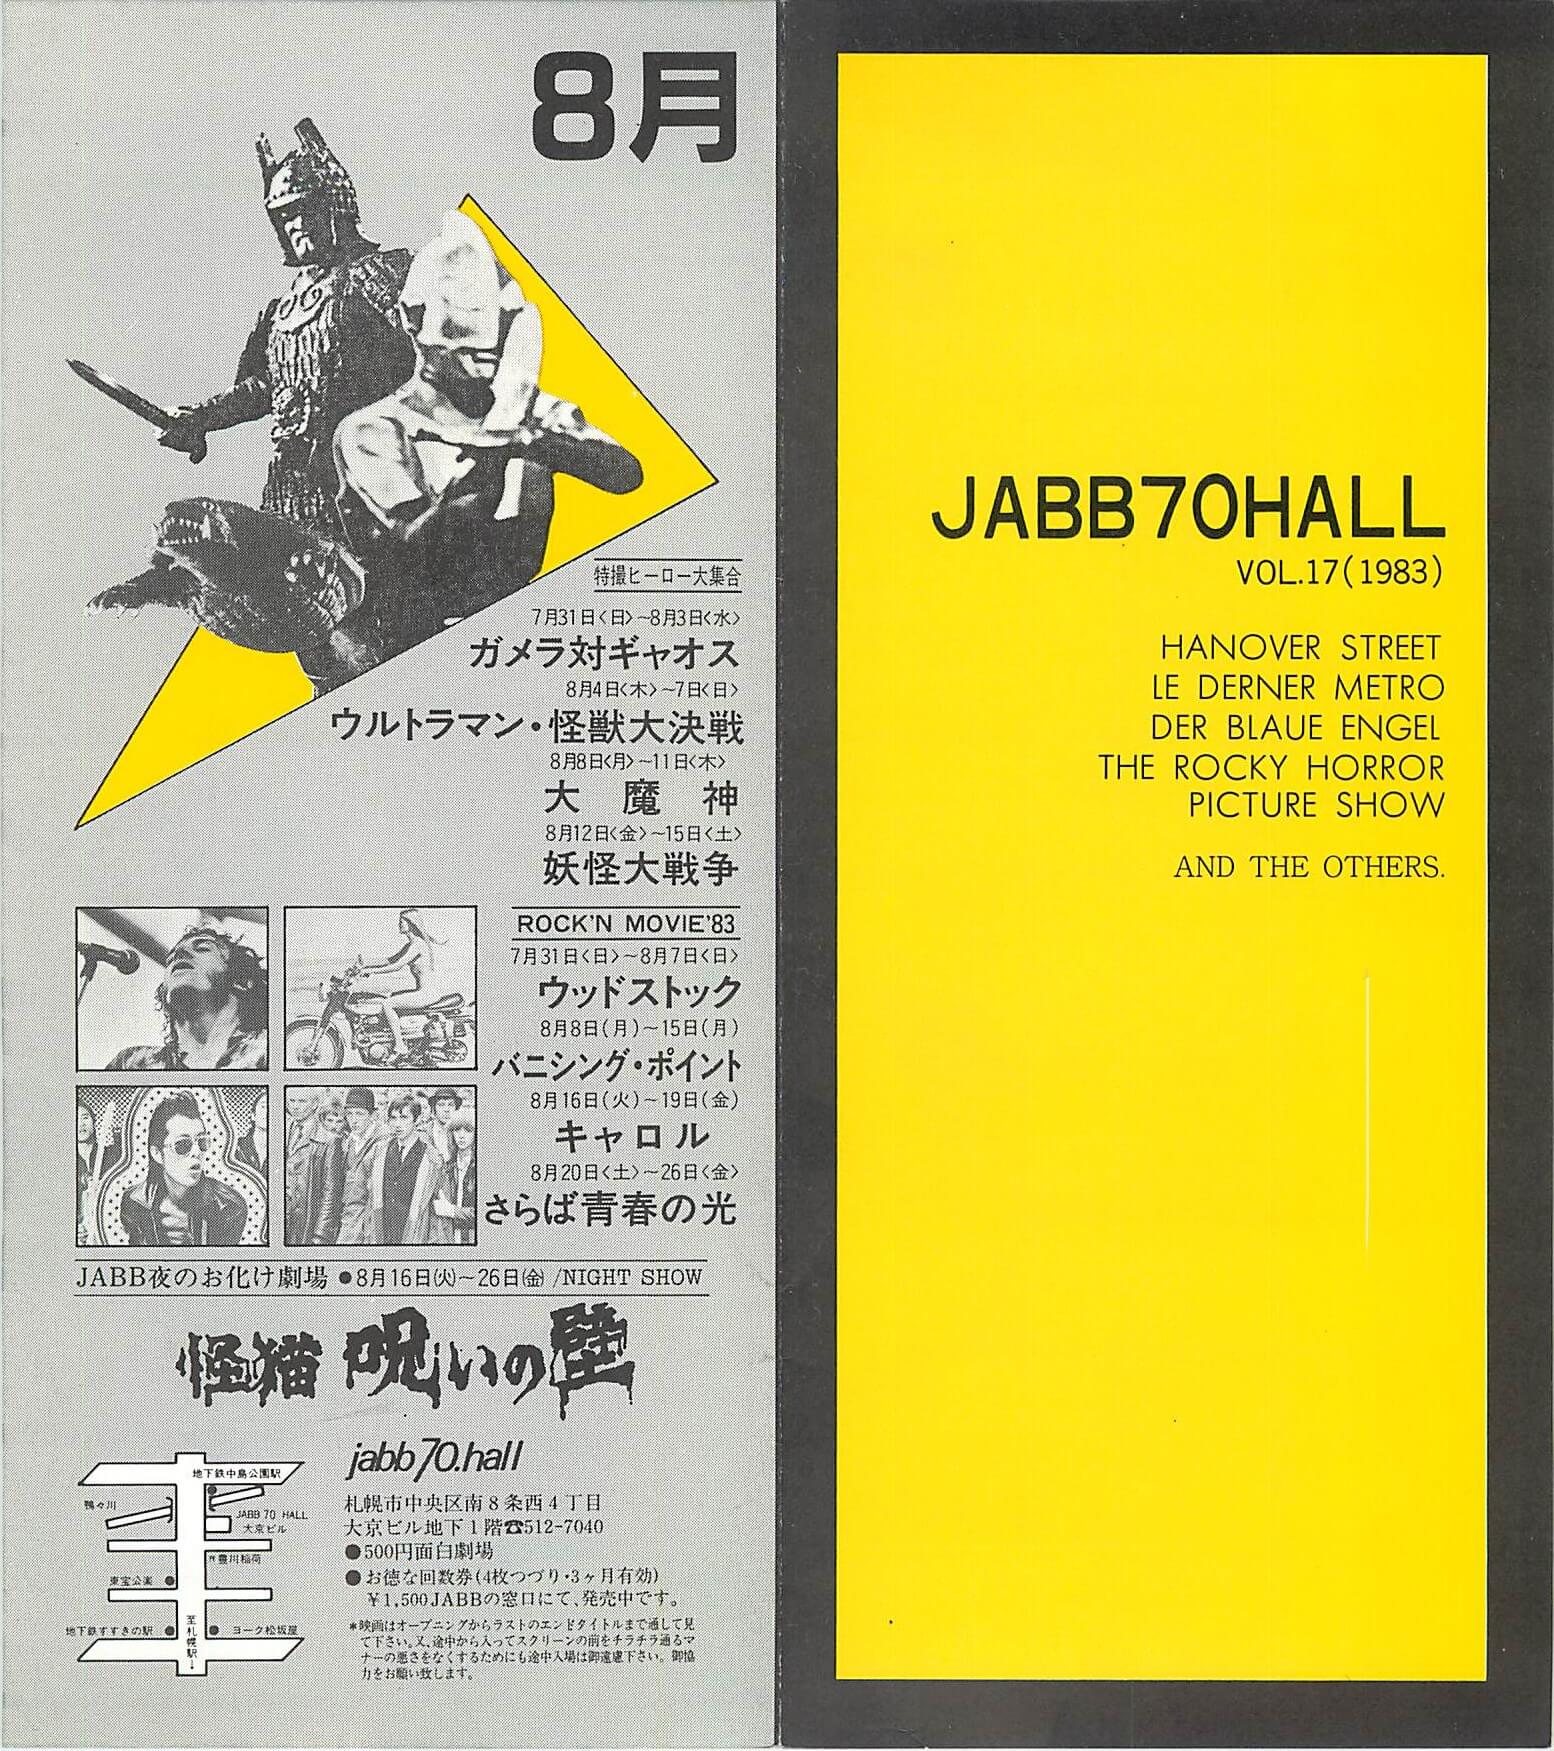 8月
特撮ヒーロー大集合
7月31日〈日〉~8月3日〈水〉
ガメラ対ギャオス
8月4日〈木〉~7日〈日〉
ウルトラマン・怪獣大決戦
8月8日〈月〉~11日〈木〉
大魔神
8月12日〈金〉~15日〈土〉
妖怪大戦争
ROCK'N MOVIE'83
7月31日〈日〉~8月7日〈日〉
ウッドストック
8月8日(月)~15日(月)
バニシング・ポイント
8月16日(火)~19日(金)
キャロル
8月20日〈土〉~26日〈金〉
さらば青春の光
JABB夜のお化け劇場 ●8月16日(火)~26日(金)/NIGHT SHOW
怪猫 呪いの壁
地下鉄中島公園駅
鴨々川
JABB 70 HALL
大京ビル
豊川稲荷
東宝公楽
地下鉄すすきの駅
ヨーク松坂屋
至札幌駅↓
jabb70.hall
札幌市中央区南8条西4丁目
大京ビル地下1階☎512-7040
●500円面白劇場
●お徳な回数券(4枚つづり・3ヶ月有効)
¥1,500JABBの窓口にて、発売中です。
*映画はオープニングからラストのエンドタイトルまで通して見
て下さい。又、途中から入ってスクリーンの前をチラチラ通るマ
ナーの悪さをなくするためにも途中入場は御遠慮下さい。御協
力をお願い致します。
JABB70HALL
VOL.17(1983)
HANOVER STREET
LE DERNER METRO
DER BLAUE ENGEL
THE ROCKY HORROR
PICTURE SHOW
AND THE OTHERS.